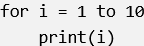 for i = 1 to 10
    print(i)